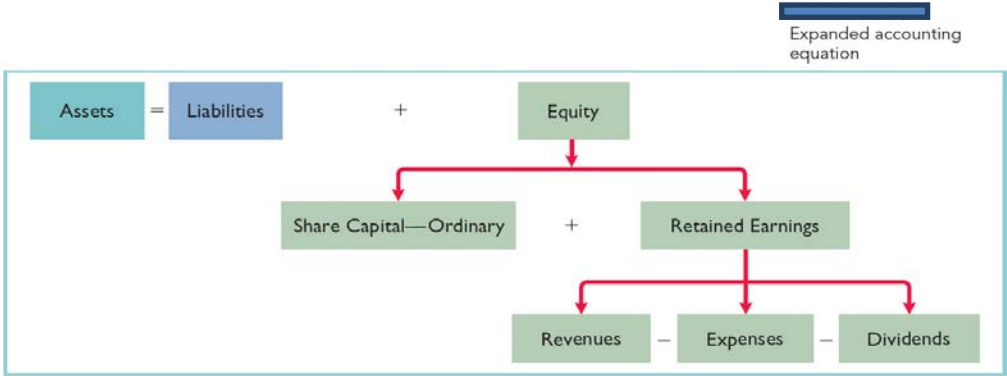 Expanded accounting
equation
Assets = Liabilities + Equity
Share Capital—Ordinary + Retained Earnings
Revenues – Expenses – Dividends